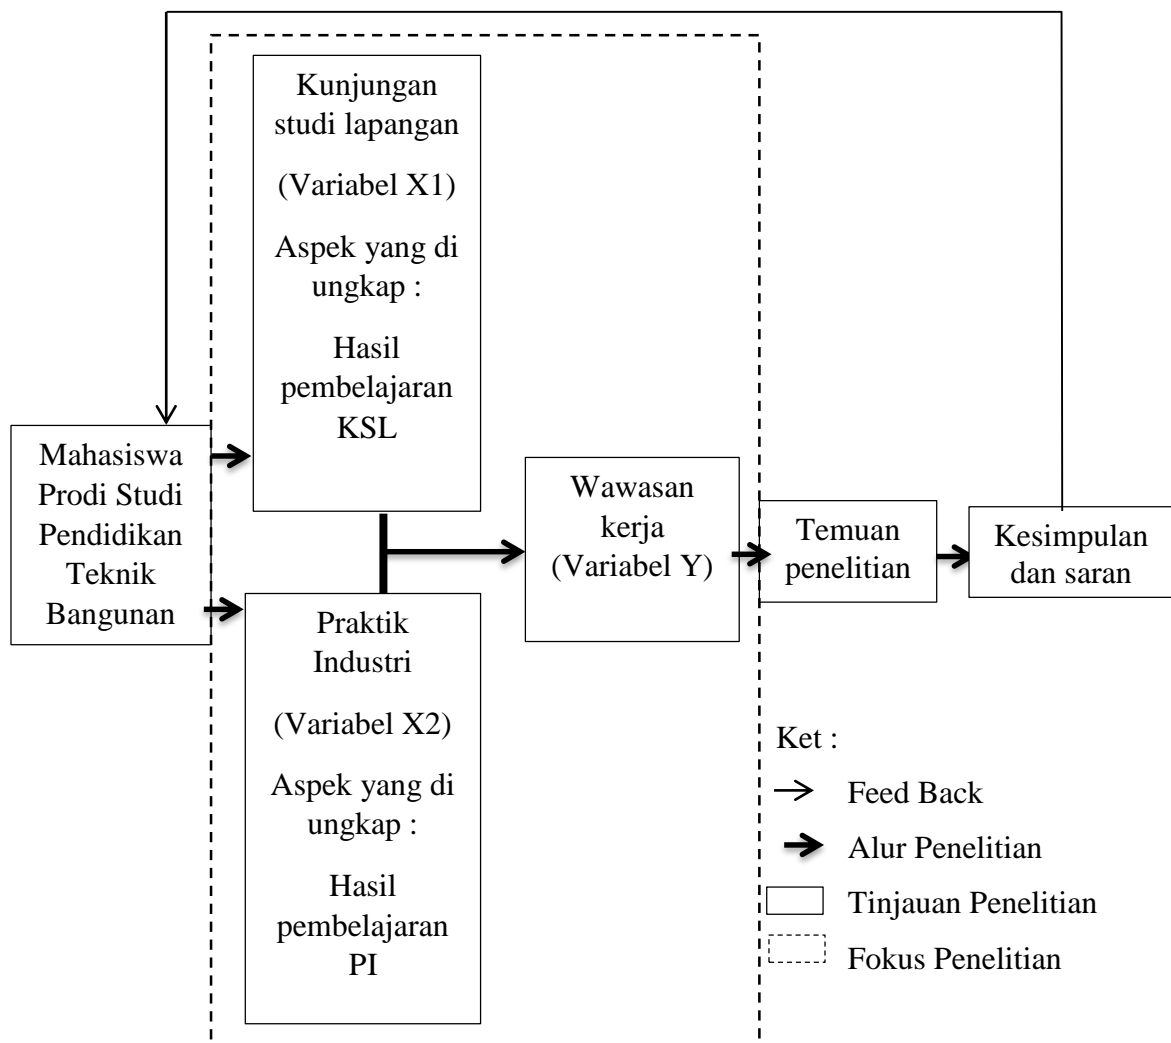 Kunjungan
studi lapangan
(Variabel X1)
Aspek yang di
ungkap :
Hasil
pembelajaran
KSL
Mahasiswa
Prodi Studi
Pendidikan
Teknik
Bangunan
Praktik
Industri
(Variabel X2)
Aspek yang di
ungkap :
Hasil
pembelajaran
PI
Wawasan
kerja
(Variabel Y)
Temuan
penelitian
Kesimpulan
dan saran
Ket :
Feed Back
Alur Penelitian
Tinjauan Penelitian
Fokus Penelitian